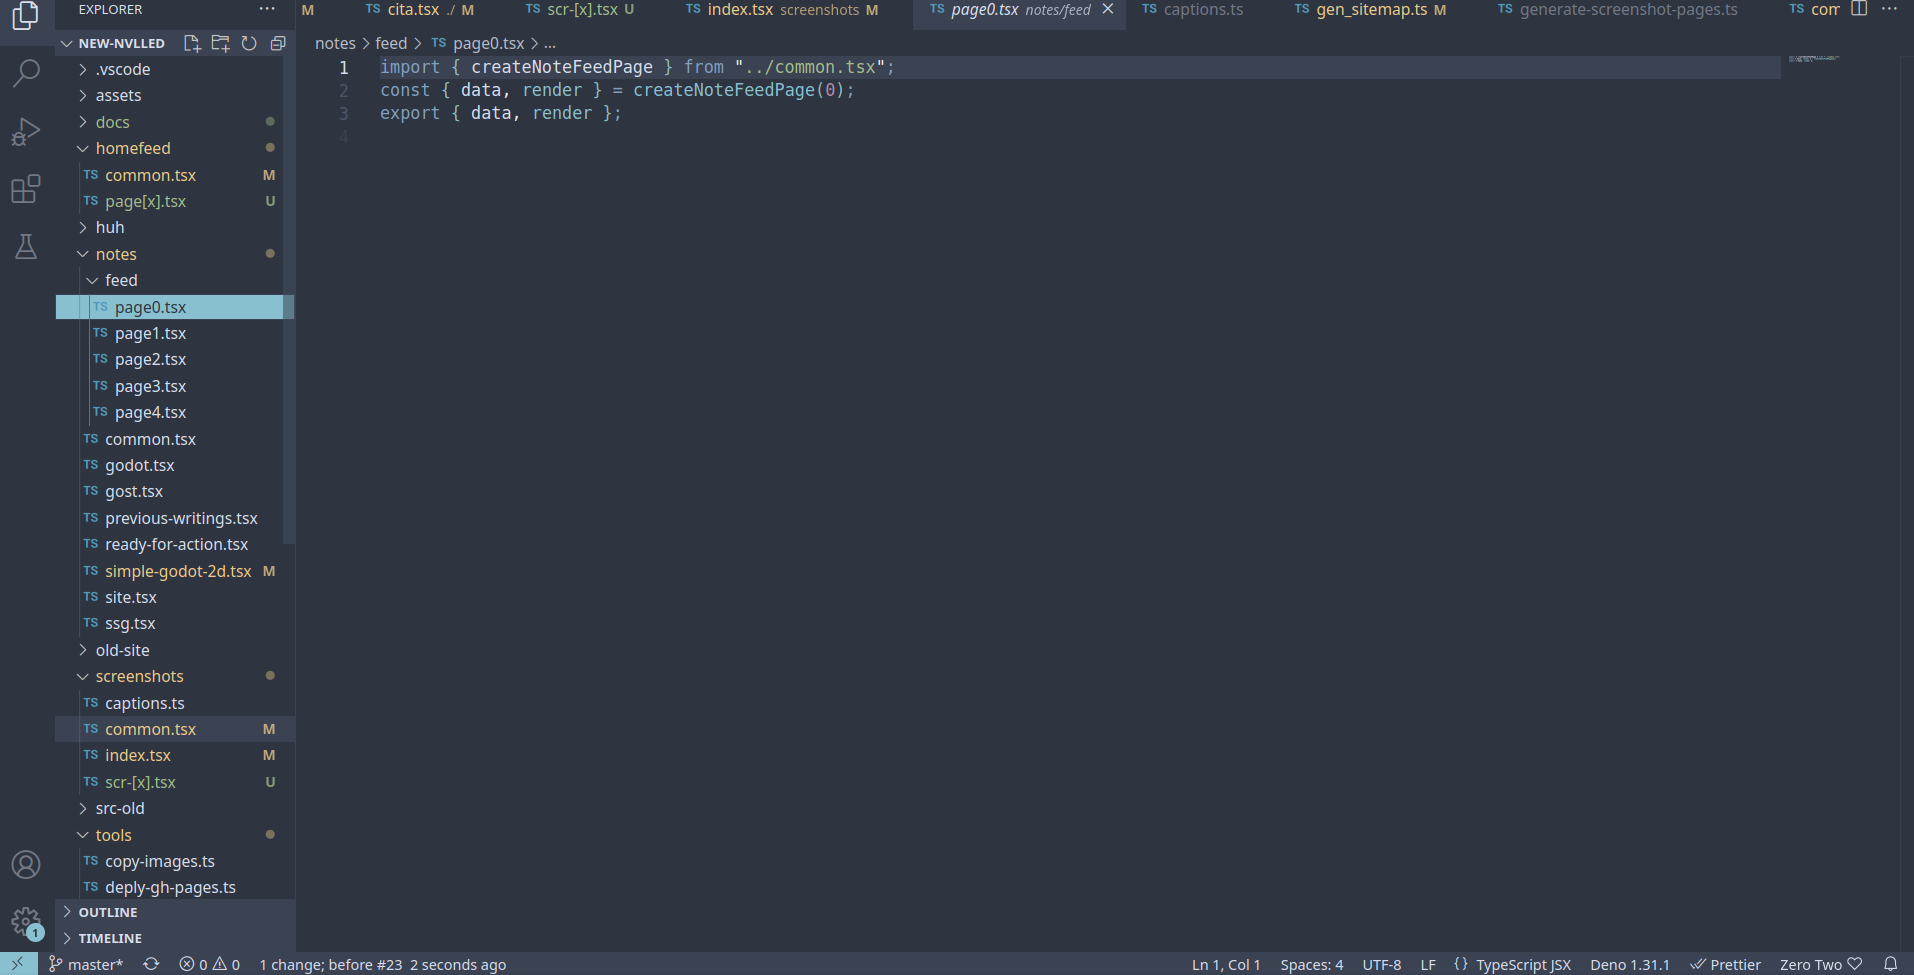 EXPLORER
M
TS cita.tsx ./ M
TS scr-[x].tsx U
TS index.tsx screenshots M
TS page0.tsx notes/feed
TS captions.ts
TS gen_sitemap.ts M
TS generate-screenshot-pages.ts
TS com
NEW-NVLLED
notes > feed > TS page0.tsx > ...
1 import { createNoteFeedPage } from "../common.tsx";
2 const { data, render } = createNoteFeedPage(0);
3 export { data, render };
4
.vscode
assets
docs
homefeed
TS common.tsx M
TS page[x].tsx U
huh
notes
feed
TS page0.tsx
TS page1.tsx
TS page2.tsx
TS page3.tsx
TS page4.tsx
TS common.tsx
TS godot.tsx
TS gost.tsx
TS previous-writings.tsx
TS ready-for-action.tsx
TS simple-godot-2d.tsx M
TS site.tsx
TS ssg.tsx
old-site
screenshots
TS captions.ts
TS common.tsx M
TS index.tsx M
TS scr-[x].tsx U
src-old
tools
TS copy-images.ts
TS deply-gh-pages.ts
OUTLINE
TIMELINE
1
master* 0 0 1 change; before #23 2 seconds ago
Ln 1, Col 1 Spaces: 4 UTF-8 LF {} TypeScript JSX Deno 1.31.1 Prettier Zero Two